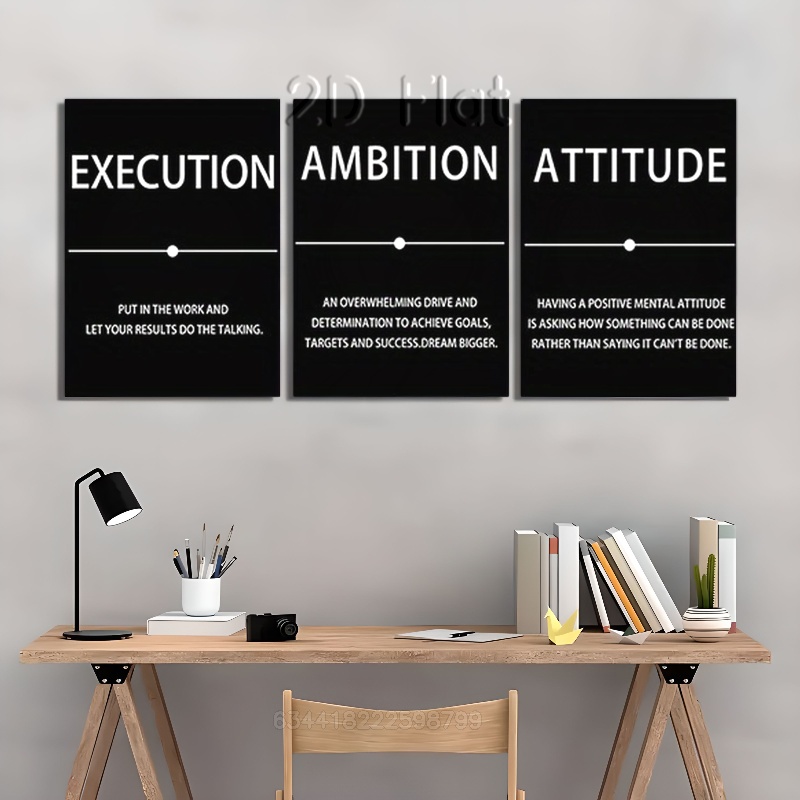 2D Flat
EXECUTION
PUT IN THE WORK AND
LET YOUR RESULTS DO THE TALKING.
AMBITION
AN OVERWHELMING DRIVE AND
DETERMINATION TO ACHIEVE GOALS,
TARGETS AND SUCCESS.DREAM BIGGER.
ATTITUDE
HAVING A POSITIVE MENTAL ATTITUDE
IS ASKING HOW SOMETHING CAN BE DONE
RATHER THAN SAYING IT CAN'T BE DONE.
6344182222598799